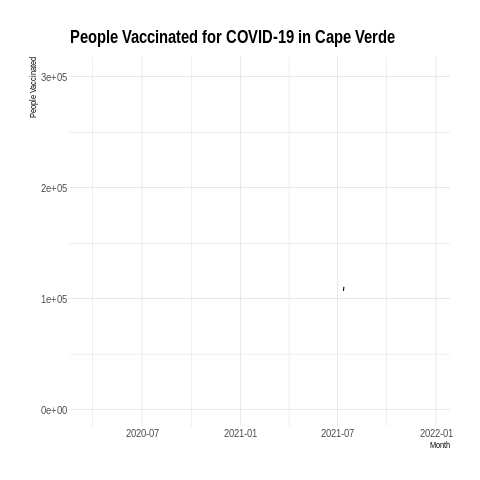 People Vaccinated for COVID-19 in Cape Verde
People Vaccinated
3e+05
2e+05
1e+05
0e+00
2020-07 2021-01 2021-07 2022-01
Month